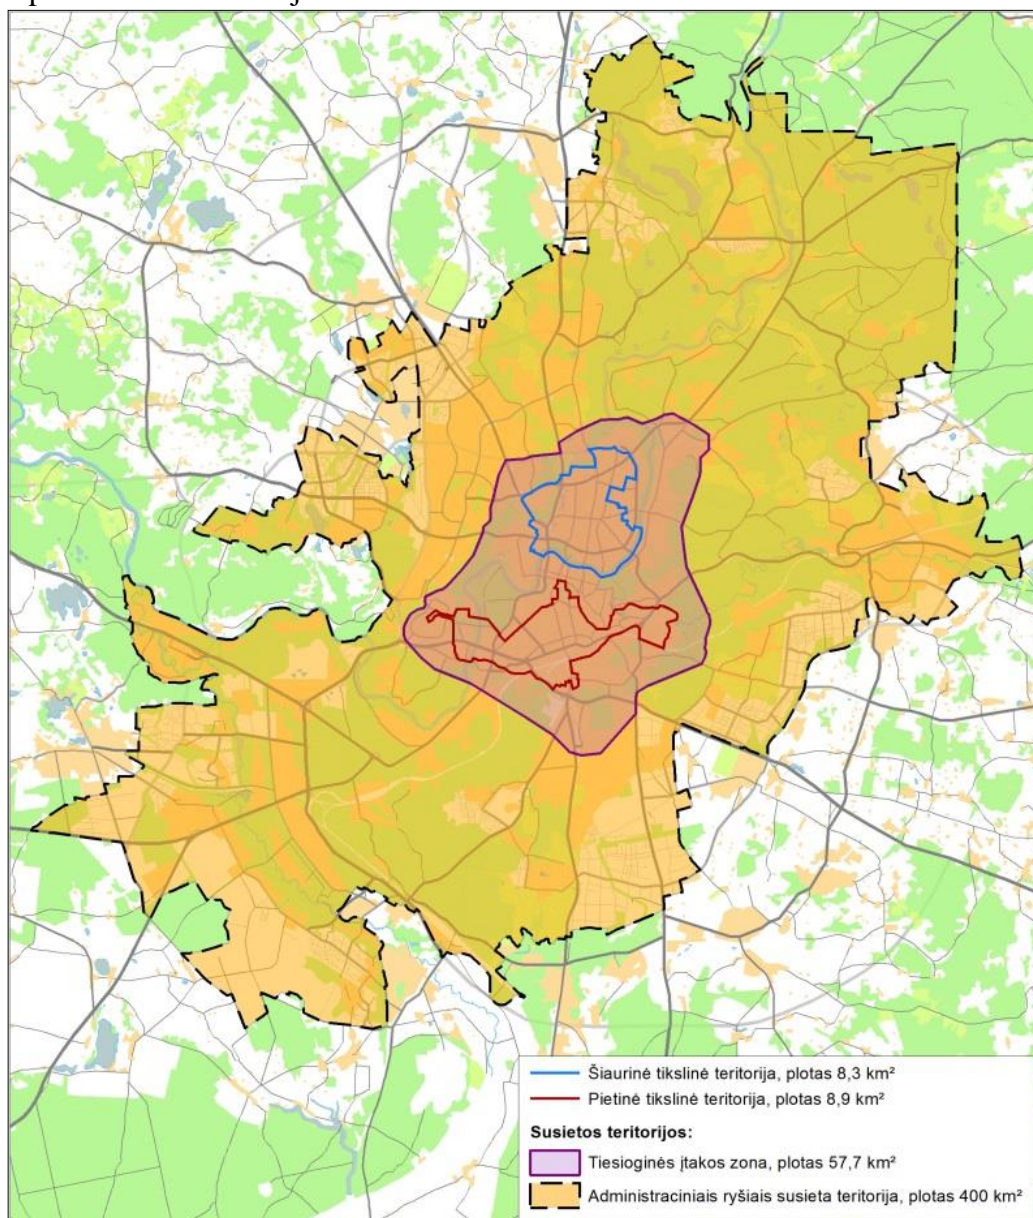 Šiaurinė tikslinė teritorija, plotas 8,3 km²
Pietinė tikslinė teritorija, plotas 8,9 km²
Susietos teritorijos:
Tiesioginės įtakos zona, plotas 57,7 km²
Administraciniais ryšiais susieta teritorija, plotas 400 km²